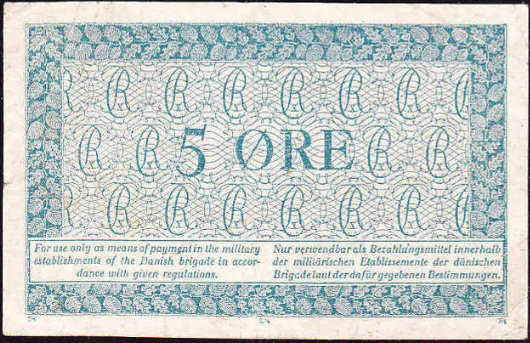 5 ØRE
For use only as means of payment in the military
establishments of the Danish brigade in accor-
dance with given regulations.
Nur verwendbar als Bezahlungsmittel innerhalb
der militärischen Etablissemente der dänischen
Brigade laut der dafür gegebenen Bestimmungen.